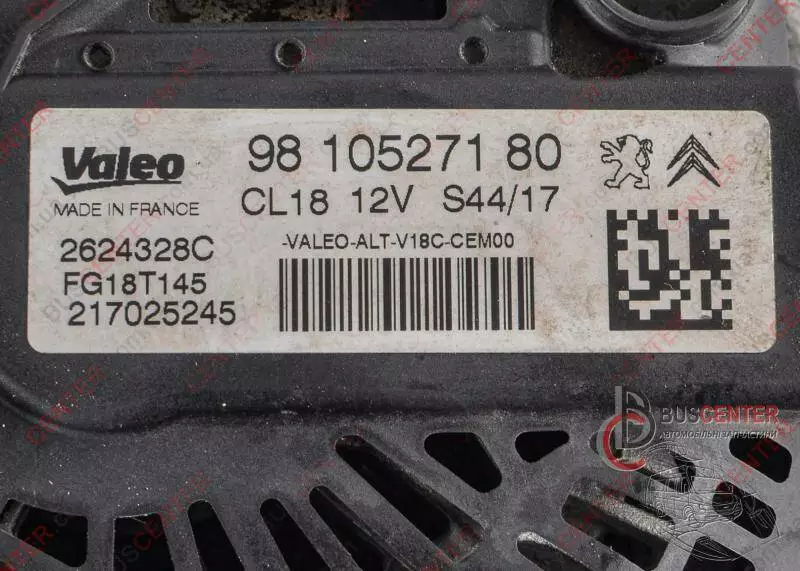 Valeo
MADE IN FRANCE
98 105271 80
CL18 12V S44/17
2624328C
FG18T145
217025245
-VALEO-ALT-V18C-CEM00
BUSCENTER
АВТОМОБІЛЬНІ ЗАПЧАСТИНИ